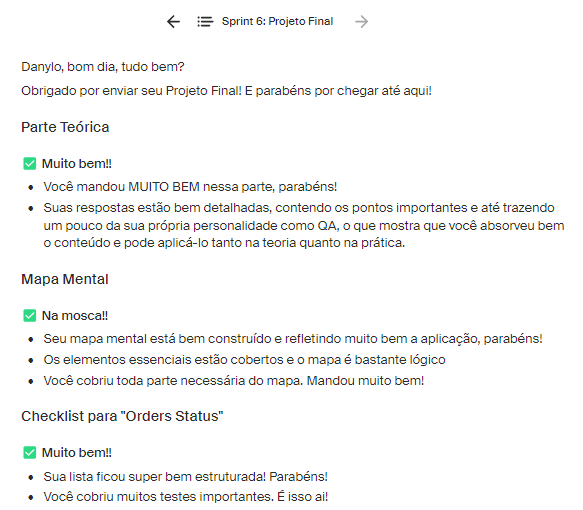 Sprint 6: Projeto Final
Danylo, bom dia, tudo bem?
Obrigado por enviar seu Projeto Final! E parabéns por chegar até aqui!
Parte Teórica
✅ Muito bem!!
• Você mandou MUITO BEM nessa parte, parabéns!
• Suas respostas estão bem detalhadas, contendo os pontos importantes e até trazendo
um pouco da sua própria personalidade como QA, o que mostra que você absorveu bem
o conteúdo e pode aplicá-lo tanto na teoria quanto na prática.
Mapa Mental
✅ Na mosca!!
• Seu mapa mental está bem construído e refletindo muito bem a aplicação, parabéns!
• Os elementos essenciais estão cobertos e o mapa é bastante lógico
• Você cobriu toda parte necessária do mapa. Mandou muito bem!
Checklist para "Orders Status"
✅ Muito bem!!
• Sua lista ficou super bem estruturada! Parabéns!
• Você cobriu muitos testes importantes. É isso ai!